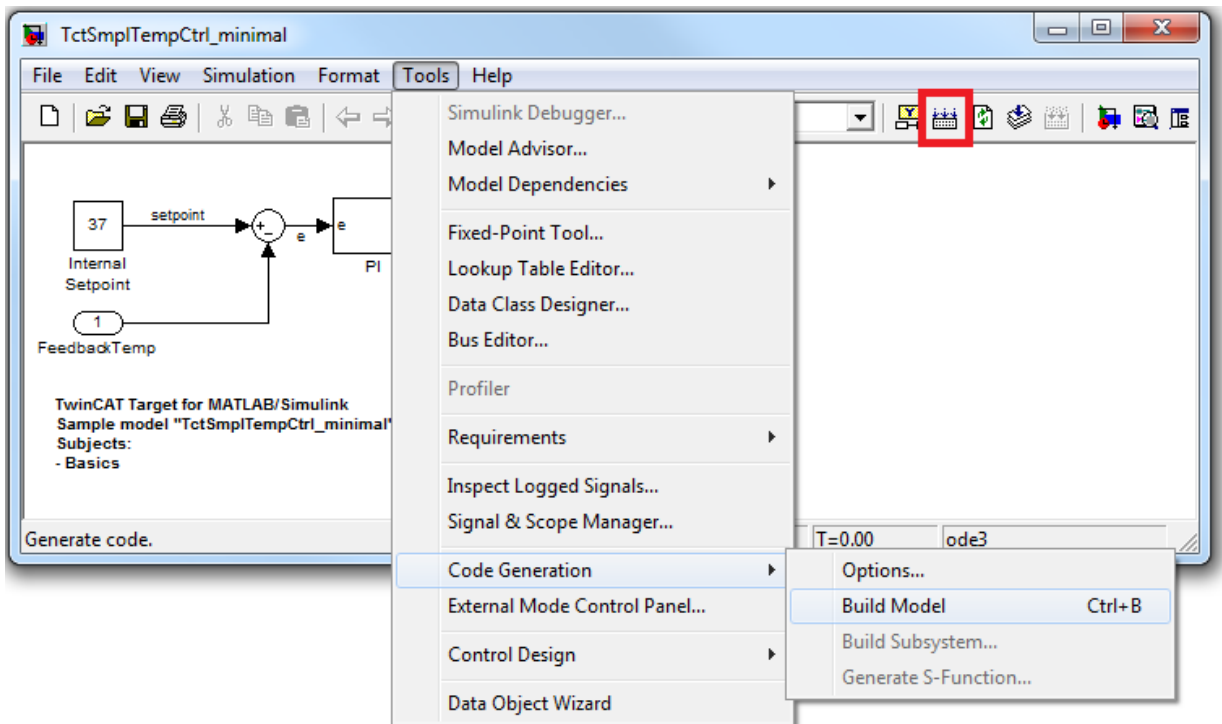 TctSmplTempCtrl_minimal
File Edit View Simulation Format Tools Help
Simulink Debugger...
Model Advisor...
Model Dependencies
Fixed-Point Tool...
Lookup Table Editor...
Data Class Designer...
Bus Editor...
Profiler
Requirements
Inspect Logged Signals...
Signal & Scope Manager...
Code Generation
External Mode Control Panel...
Control Design
Data Object Wizard
37
setpoint
+
_
e
e
Internal
Setpoint
PI
1
FeedbackTemp
TwinCAT Target for MATLAB/Simulink
Sample model "TctSmplTempCtrl_minimal"
Subjects:
- Basics
Generate code.
T=0.00 ode3
Options...
Build Model Ctrl+B
Build Subsystem...
Generate S-Function...